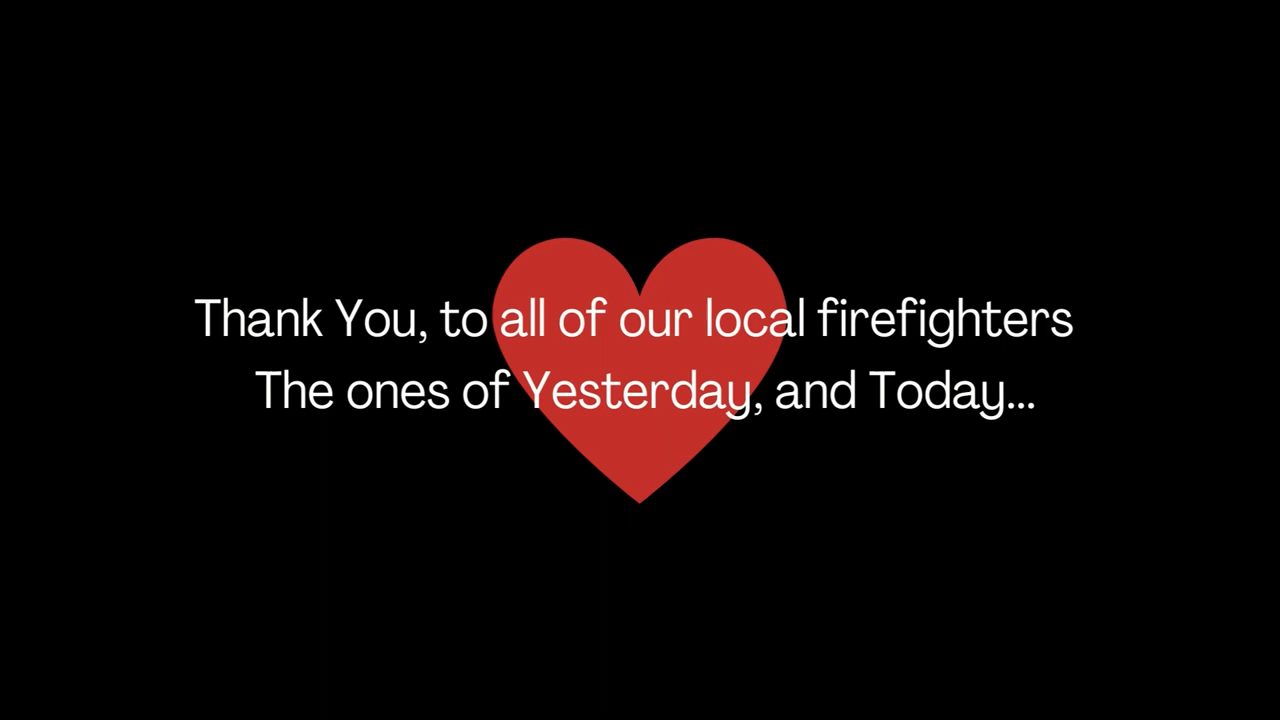 Thank You, to all of our local firefighters
The ones of Yesterday, and Today...